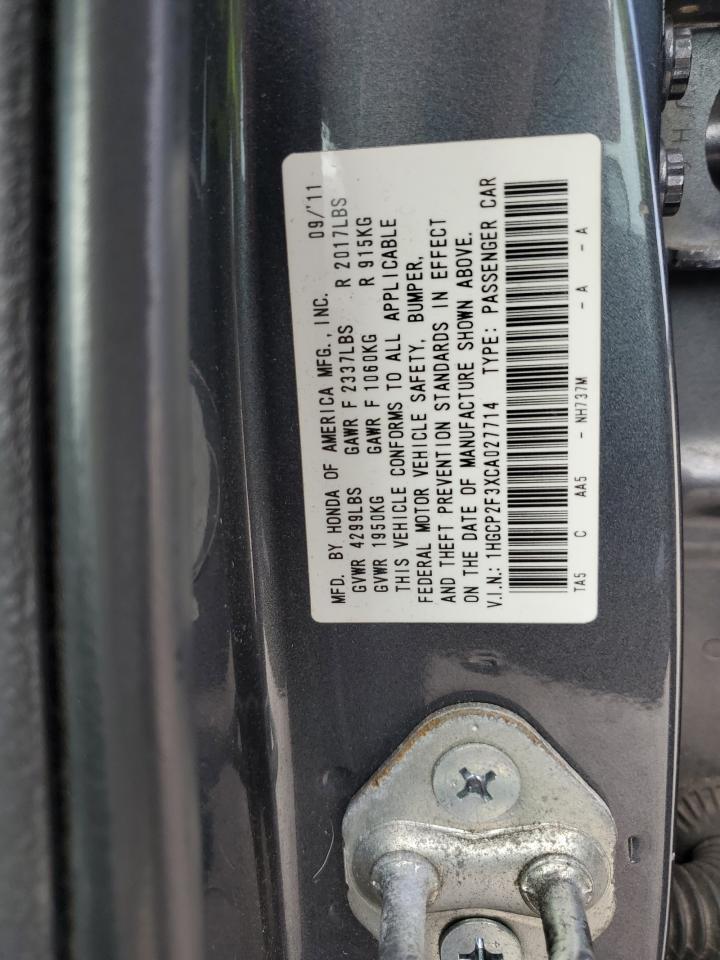 MFD. BY HONDA OF AMERICA MFG., INC. 09/'11
GVWR 4299LBS GAWR F 2337LBS R 2017LBS
GVWR 1950KG GAWR F 1060KG R 915KG
THIS VEHICLE CONFORMS TO ALL APPLICABLE
FEDERAL MOTOR VEHICLE SAFETY, BUMPER,
AND THEFT PREVENTION STANDARDS IN EFFECT
ON THE DATE OF MANUFACTURE SHOWN ABOVE.
V.I.N.: 1HGCP2F3XCA027714 TYPE: PASSENGER CAR
TA5 C AA5 - NH737M - A - A